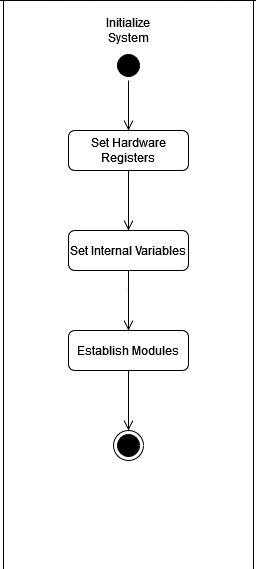 Initialize
System
Set Hardware
Registers
Set Internal Variables
Establish Modules